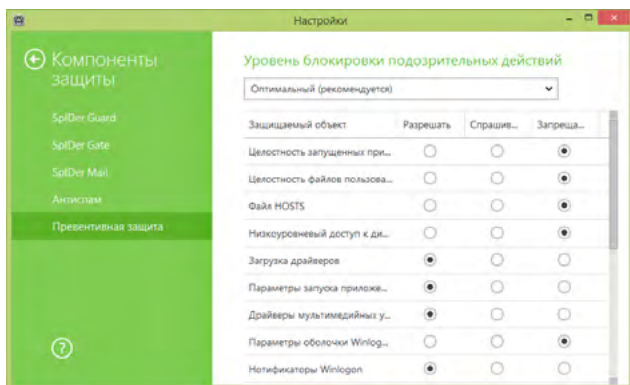 Настройки
Компоненты
защиты
SpIDer Guard
SpIDer Gate
SpIDer Mail
Антиспам
Превентивная защита
Уровень блокировки подозрительных действий
Оптимальный (рекомендуется)
Защищаемый объект Разрешать Спрашив... Запреща...
Целостность запущенных при...
Целостность файлов пользова...
Файл HOSTS
Низкоуровневый доступ к ди...
Загрузка драйверов
Параметры запуска приложе...
Драйверы мультимедийных у...
Параметры оболочки Winlog...
Нотификаторы Winlogon